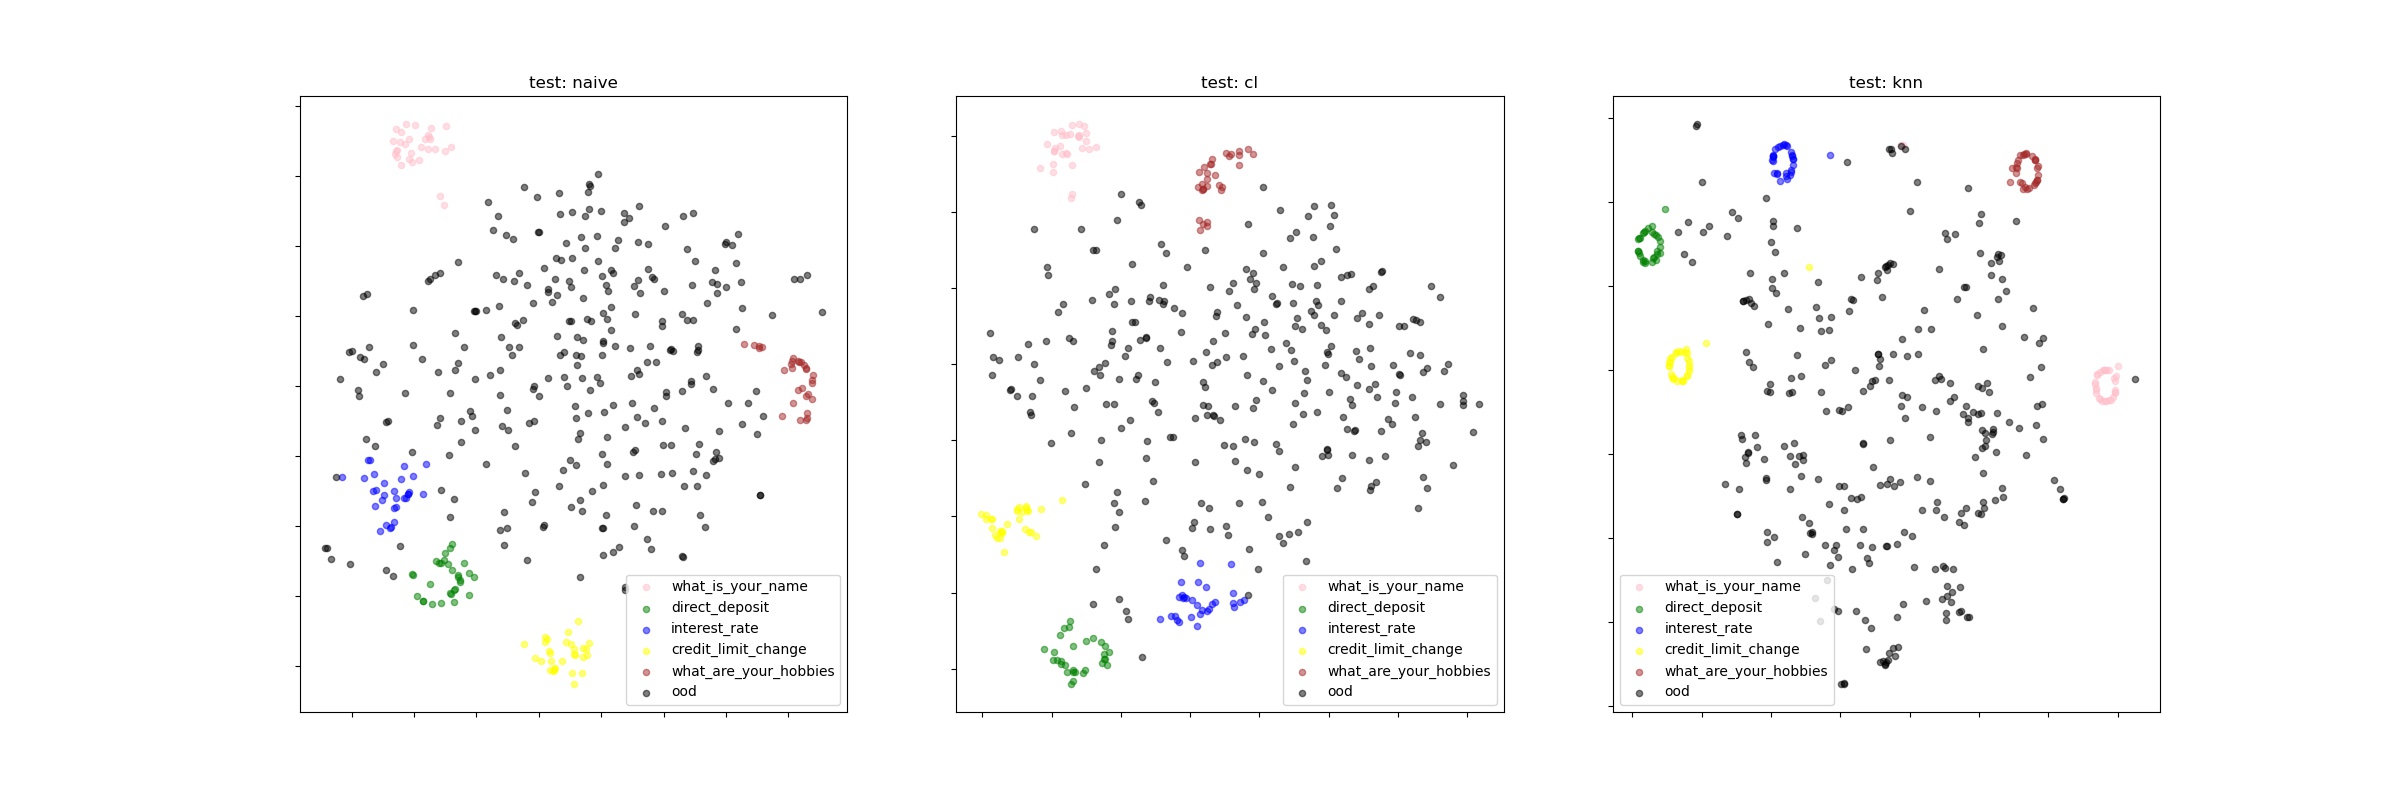 test: naive
what_is_your_name
direct_deposit
interest_rate
credit_limit_change
what_are_your_hobbies
ood
test: cl
what_is_your_name
direct_deposit
interest_rate
credit_limit_change
what_are_your_hobbies
ood
test: knn
what_is_your_name
direct_deposit
interest_rate
credit_limit_change
what_are_your_hobbies
ood